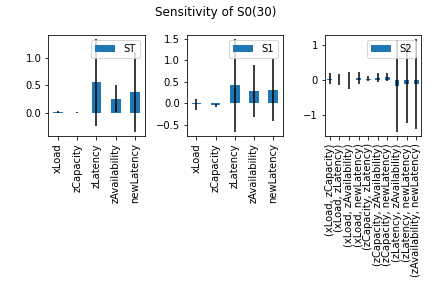 Sensitivity of S0(30)
ST
1.0
0.5
0.0
xLoad
zCapacity
zLatency
zAvailability
newLatency
S1
1.5
1.0
0.5
0.0
−0.5
xLoad
zCapacity
zLatency
zAvailability
newLatency
S2
1
0
−1
(xLoad, zCapacity)
(xLoad, zLatency)
(xLoad, zAvailability)
(xLoad, newLatency)
(zCapacity, zLatency)
(zCapacity, zAvailability)
(zCapacity, newLatency)
(zLatency, zAvailability)
(zLatency, newLatency)
(zAvailability, newLatency)